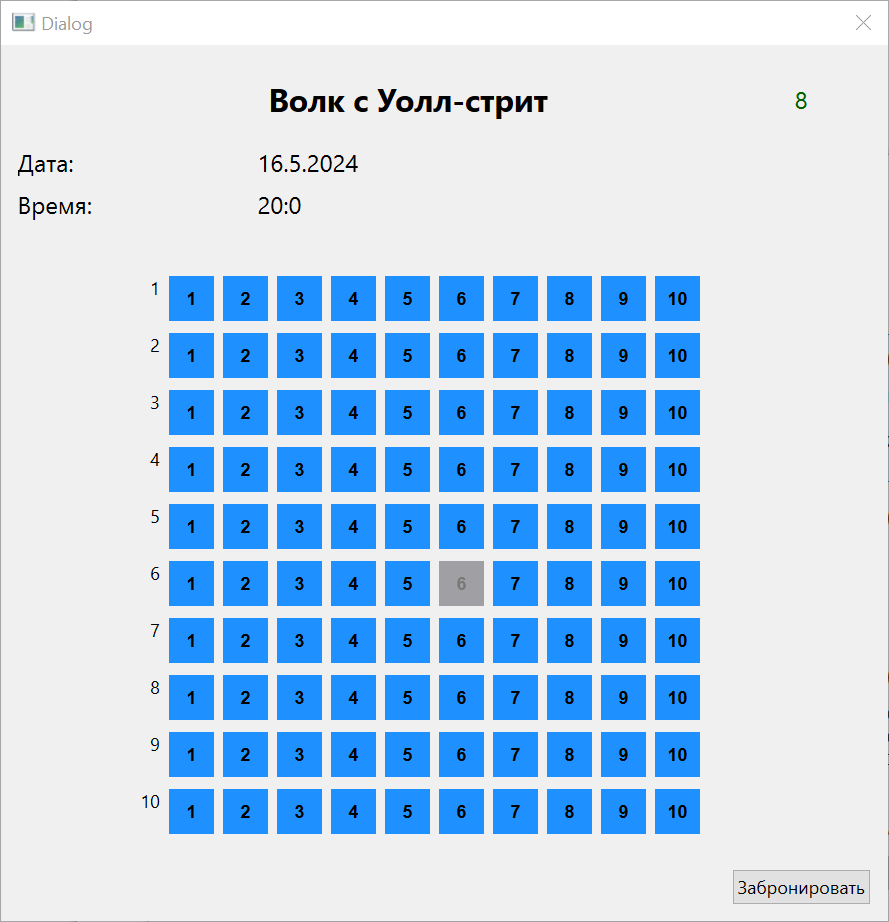 Dialog
Волк с Уолл-стрит 8
Дата: 16.5.2024
Время: 20:0
1 1 2 3 4 5 6 7 8 9 10
2 1 2 3 4 5 6 7 8 9 10
3 1 2 3 4 5 6 7 8 9 10
4 1 2 3 4 5 6 7 8 9 10
5 1 2 3 4 5 6 7 8 9 10
6 1 2 3 4 5 6 7 8 9 10
7 1 2 3 4 5 6 7 8 9 10
8 1 2 3 4 5 6 7 8 9 10
9 1 2 3 4 5 6 7 8 9 10
10 1 2 3 4 5 6 7 8 9 10
Забронировать